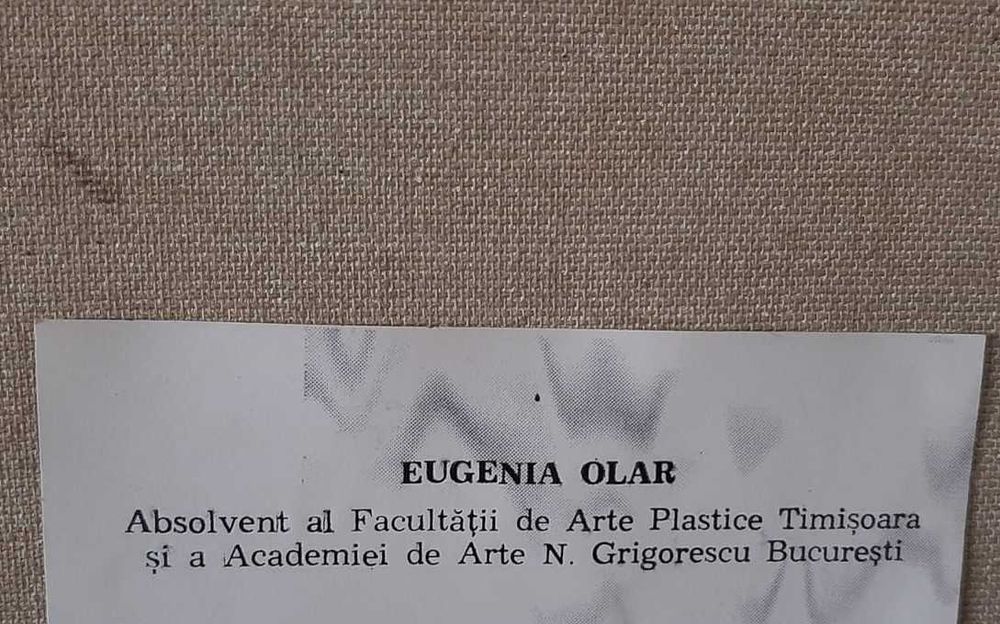 EUGENIA OLAR
Absolvent al Facultății de Arte Plastice Timișoara
și a Academiei de Arte N. Grigorescu București